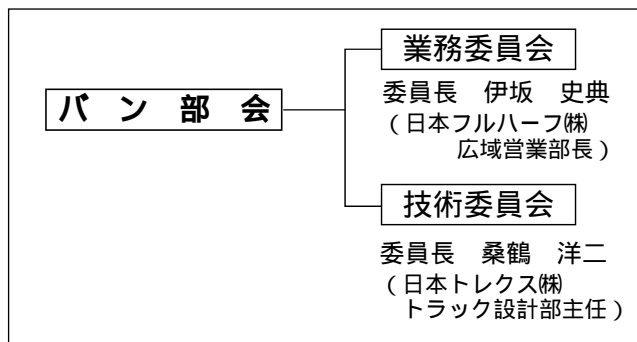 バン部会
業務委員会
委員長 伊坂 史典
(日本フルハーフ㈱
広域営業部長)
技術委員会
委員長 桑鶴 洋二
(日本トレクス㈱
トラック設計部主任)